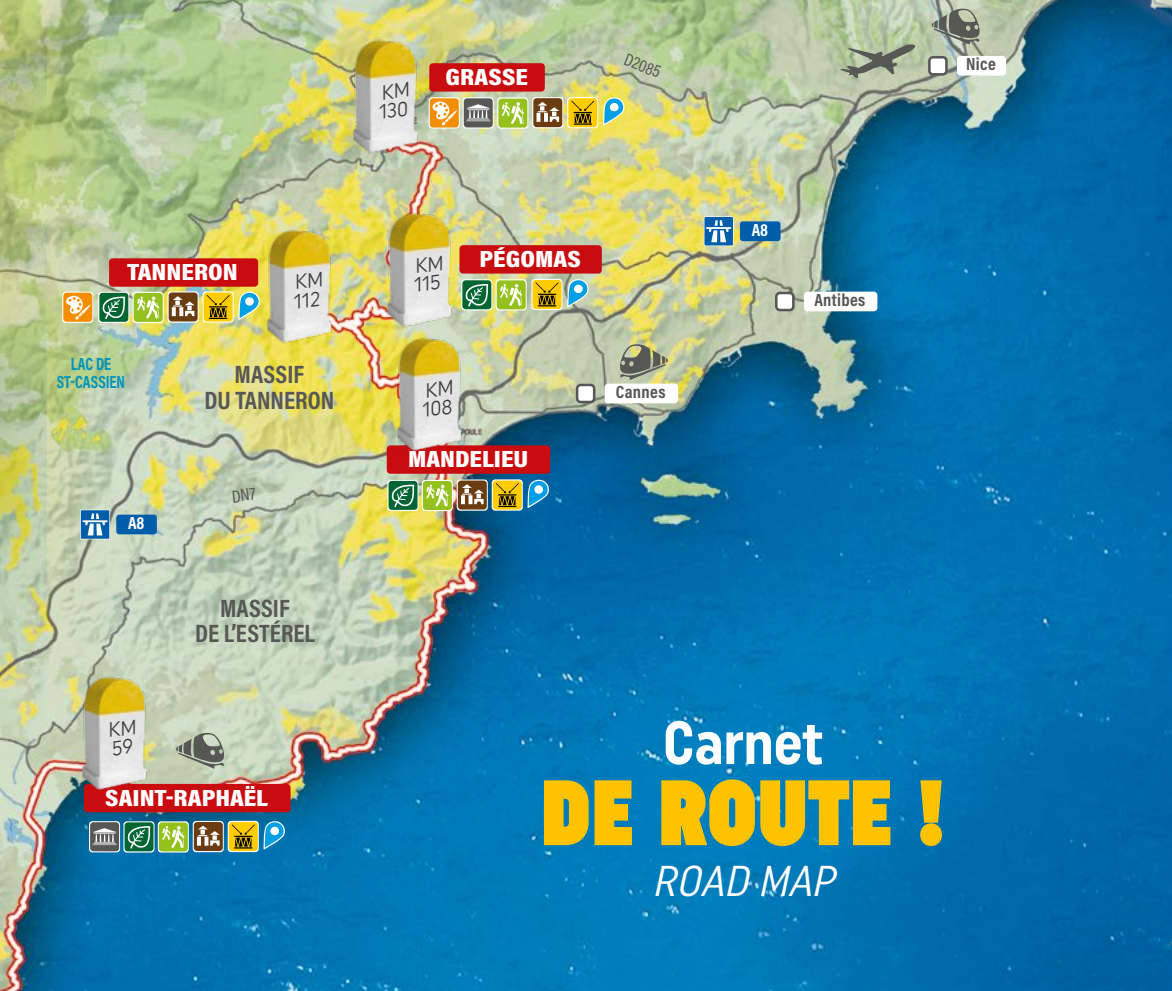 D2085
Nice
KM
130
GRASSE
A8
TANNERON
KM
112
KM
115
PÉGOMAS
Antibes
LAC DE
ST-CASSIEN
MASSIF
DU TANNERON
KM
108
Cannes
MANDELIEU
DN7
A8
MASSIF
DE L'ESTÉREL
KM
59
SAINT-RAPHAËL
Carnet
DE ROUTE !
ROAD MAP